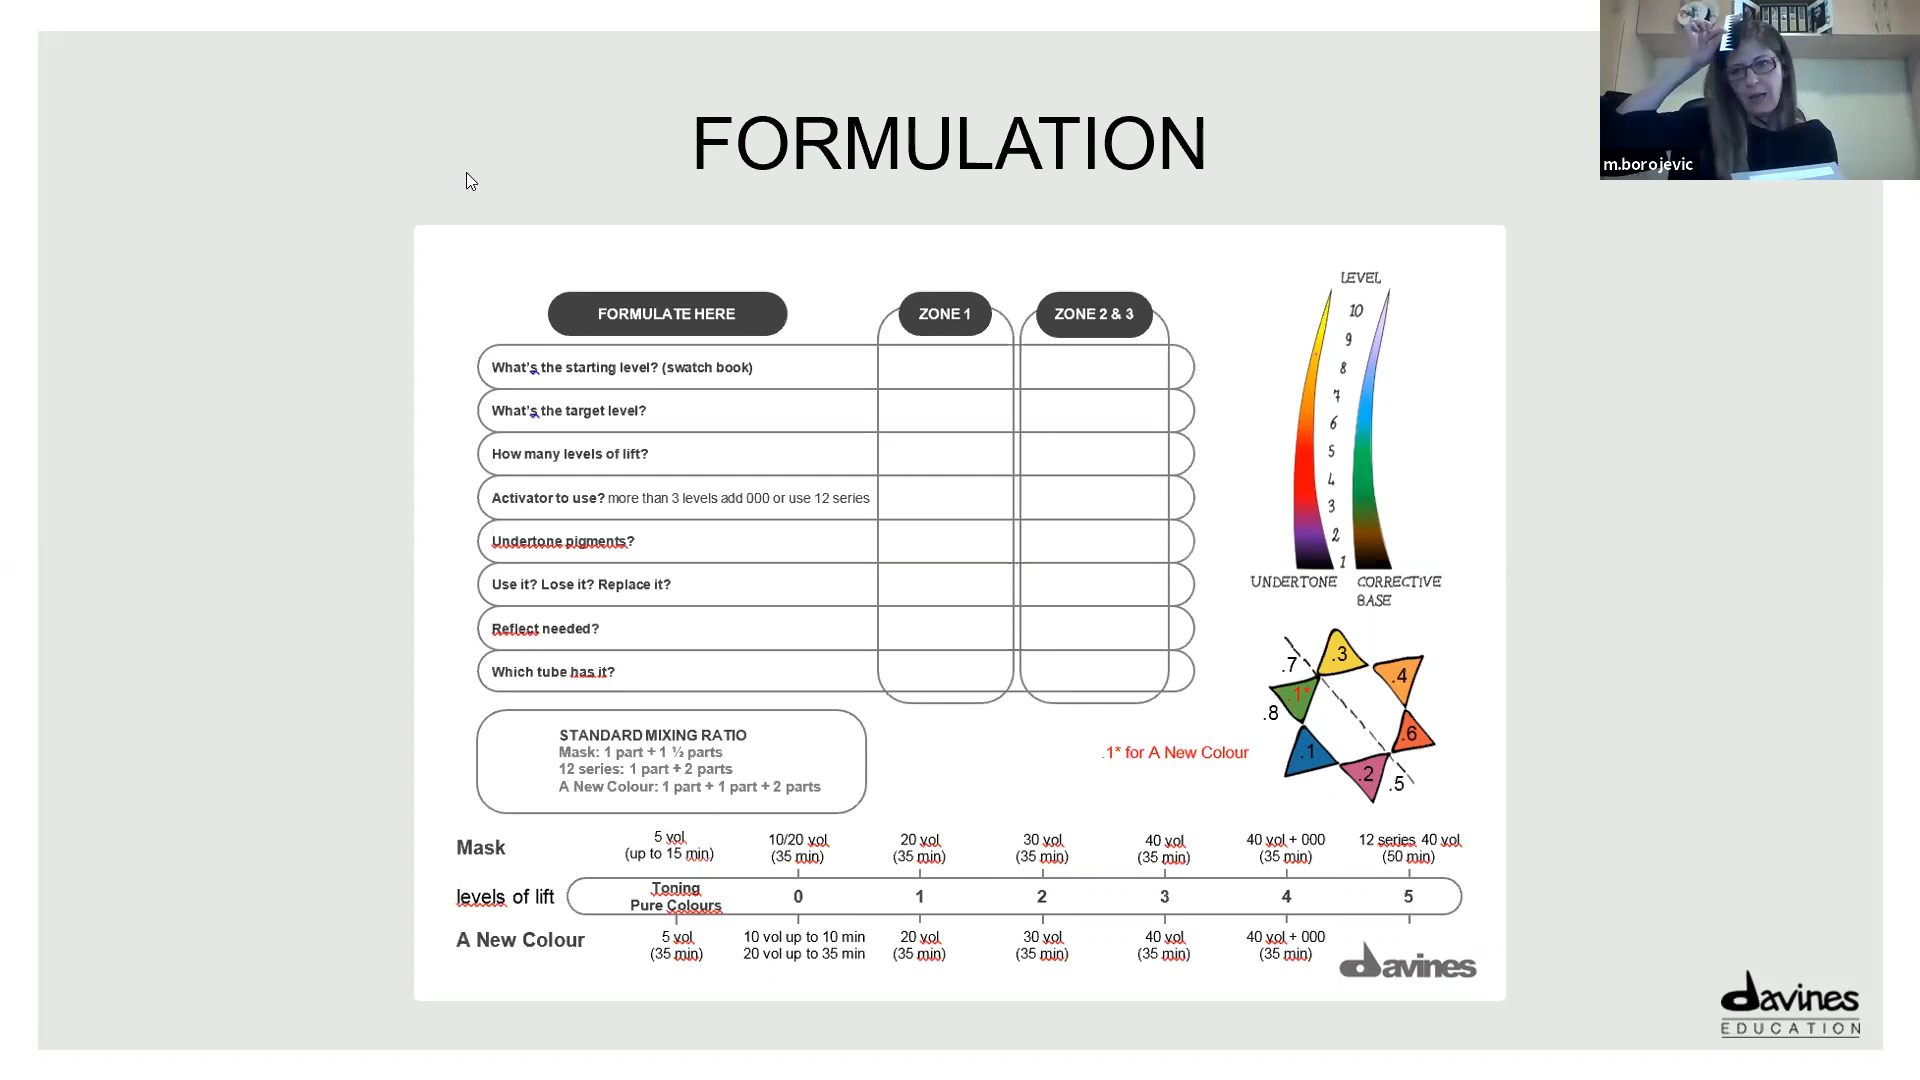 m.borojevic
FORMULATION
FORMULATE HERE
ZONE 1
ZONE 2 & 3
What's the starting level? (swatch book)
What's the target level?
How many levels of lift?
Activator to use? more than 3 levels add 000 or use 12 series
Undertone pigments?
Use it? Lose it? Replace it?
Reflect needed?
Which tube has it?
LEVEL
10
9
8
7
6
5
4
3
2
1
UNDERTONE
CORRECTIVE
BASE
.3
.7
.4
.1*
.8
.6
.1
.2
.5
.1* for A New Colour
STANDARD MIXING RATIO
Mask: 1 part + 1 ½ parts
12 series: 1 part + 2 parts
A New Colour: 1 part + 1 part + 2 parts
Mask
5 vol
(up to 15 min)
10/20 vol
(35 min)
20 vol
(35 min)
30 vol
(35 min)
40 vol
(35 min)
40 vol + 000
(35 min)
12 series 40 vol
(50 min)
levels of lift
Toning
Pure Colours
0
1
2
3
4
5
A New Colour
5 vol
(35 min)
10 vol up to 10 min
20 vol up to 35 min
20 vol
(35 min)
30 vol
(35 min)
40 vol
(35 min)
40 vol + 000
(35 min)
davines
davines
EDUCATION